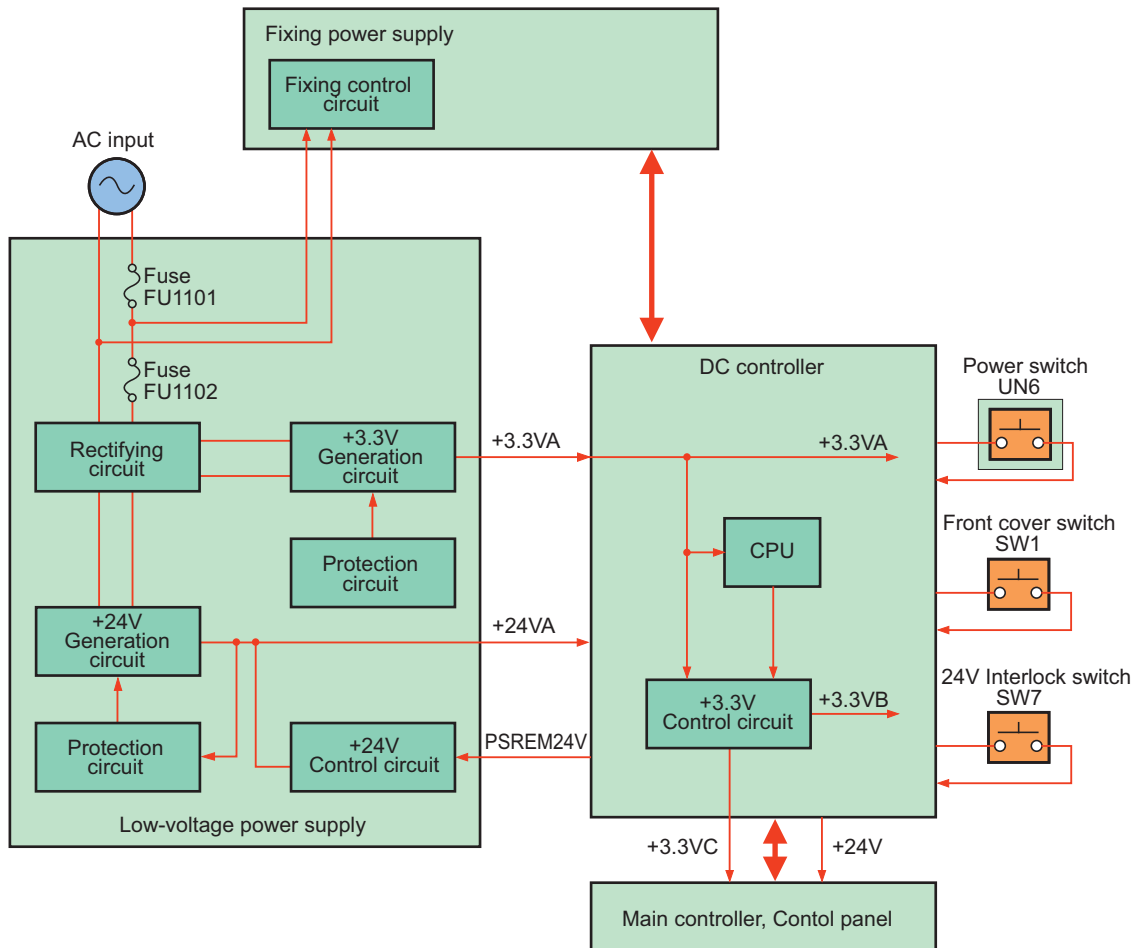 Fixing power supply
Fixing control
circuit
AC input
Fuse
FU1101
Fuse
FU1102
Rectifying
circuit
+3.3V
Generation
circuit
+3.3VA
Protection
circuit
+24V
Generation
circuit
+24VA
Protection
circuit
+24V
Control circuit
PSREM24V
Low-voltage power supply
DC controller
+3.3VA
CPU
+3.3V
Control circuit
+3.3VB
Power switch
UN6
Front cover switch
SW1
24V Interlock switch
SW7
+3.3VC
+24V
Main controller, Contol panel